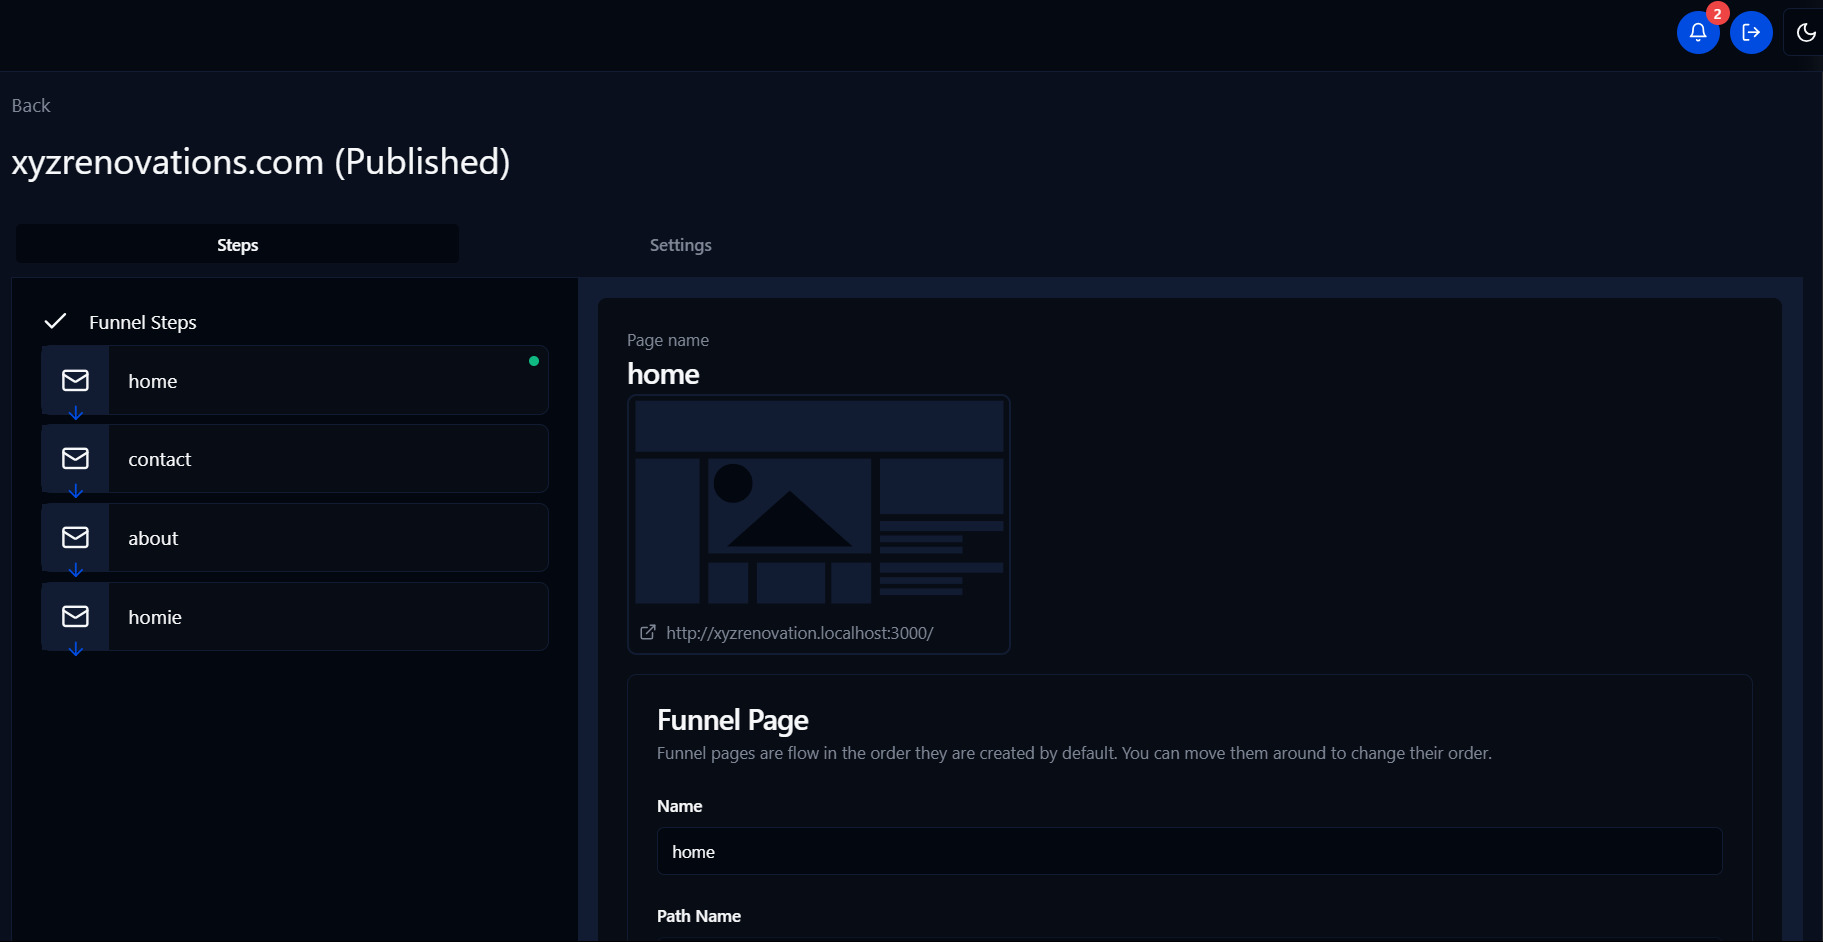 2
Back
xyzrenovations.com (Published)
Steps
Settings
Funnel Steps
home
contact
about
homie
Page name
home
http://xyzrenovation.localhost:3000/
Funnel Page
Funnel pages are flow in the order they are created by default. You can move them around to change their order.
Name
home
Path Name